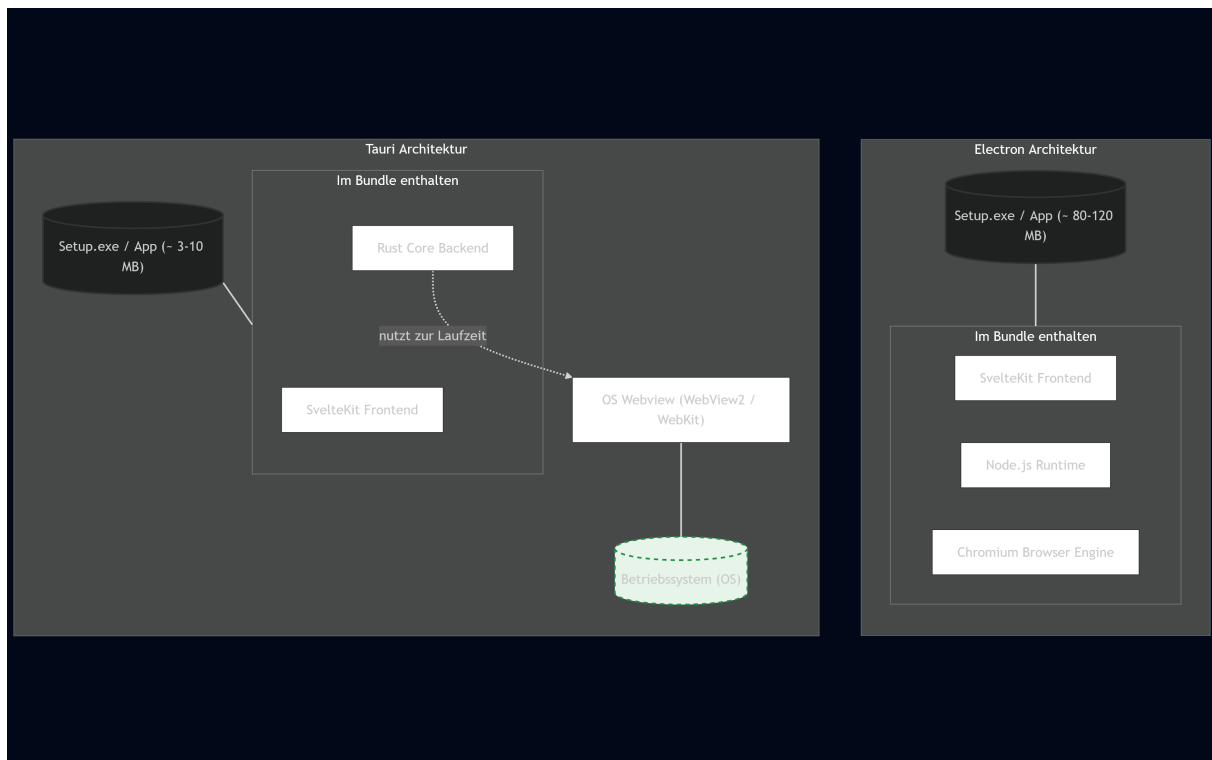 Tauri Architektur
Im Bundle enthalten
Setup.exe / App (~ 3-10
MB)
Rust Core Backend
nutzt zur Laufzeit
SvelteKit Frontend
OS Webview (WebView2 /
WebKit)
Betriebssystem (OS)
Electron Architektur
Setup.exe / App (~ 80-120
MB)
Im Bundle enthalten
SvelteKit Frontend
Node.js Runtime
Chromium Browser Engine